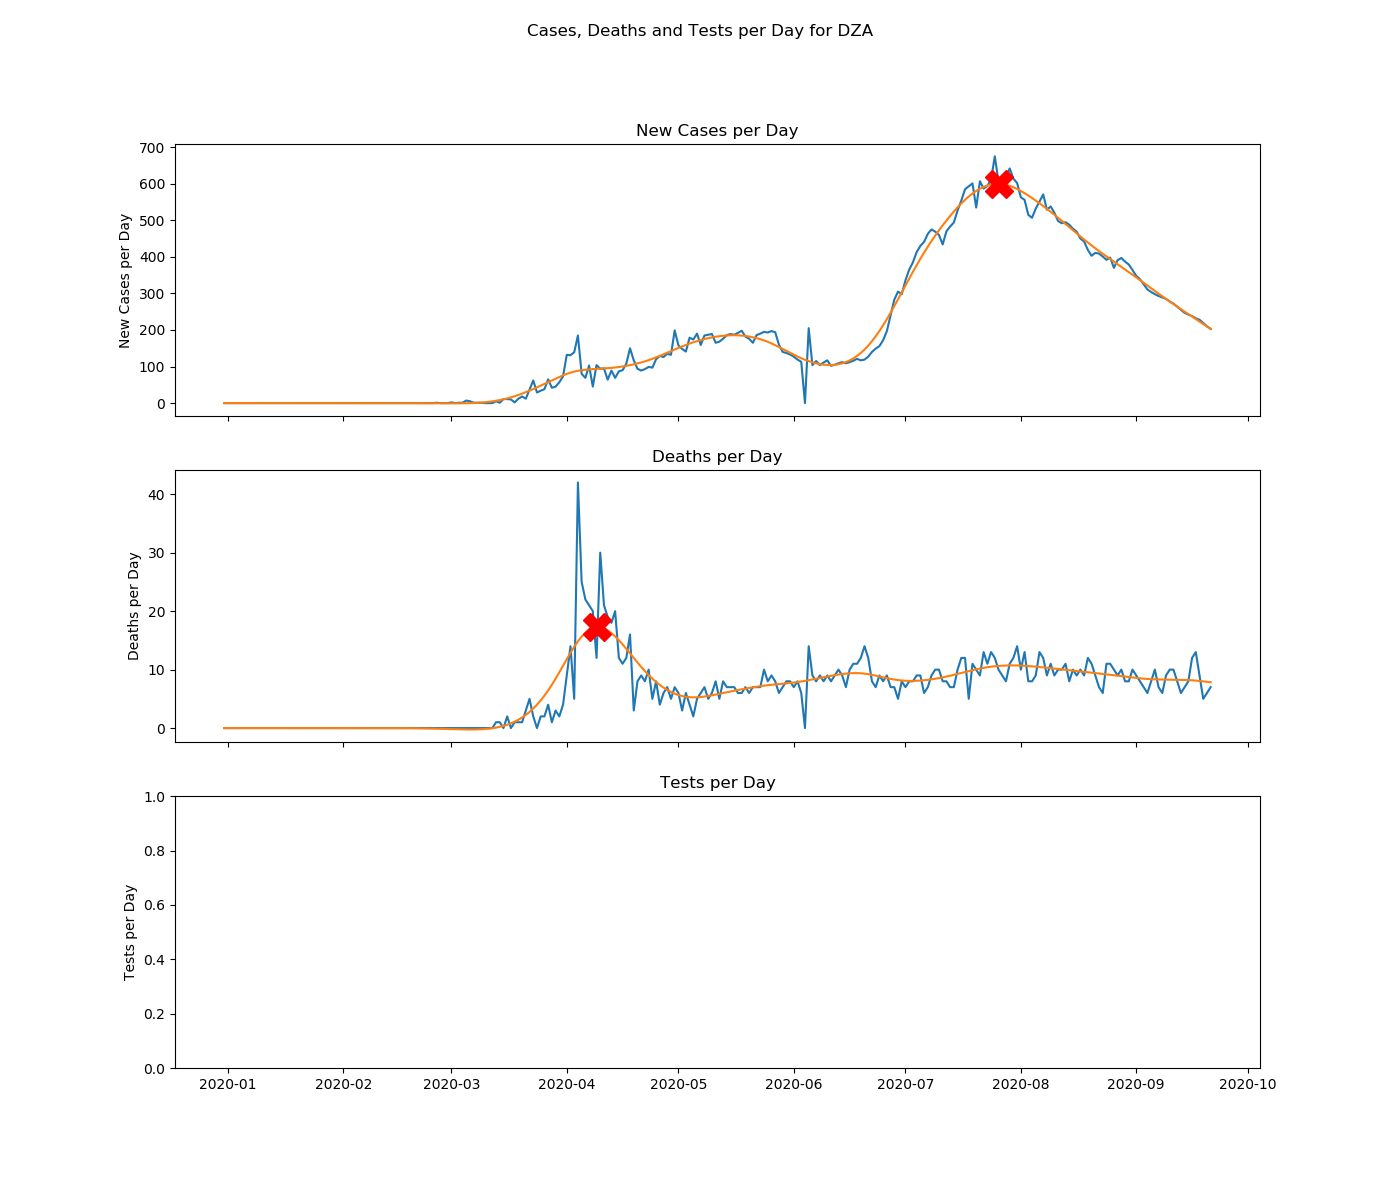 Cases, Deaths and Tests per Day for DZA
New Cases per Day
New Cases per Day
700
600
500
400
300
200
100
0
Deaths per Day
Deaths per Day
40
30
20
10
0
Tests per Day
Tests per Day
1.0
0.8
0.6
0.4
0.2
0.0
2020-01 2020-02 2020-03 2020-04 2020-05 2020-06 2020-07 2020-08 2020-09 2020-10